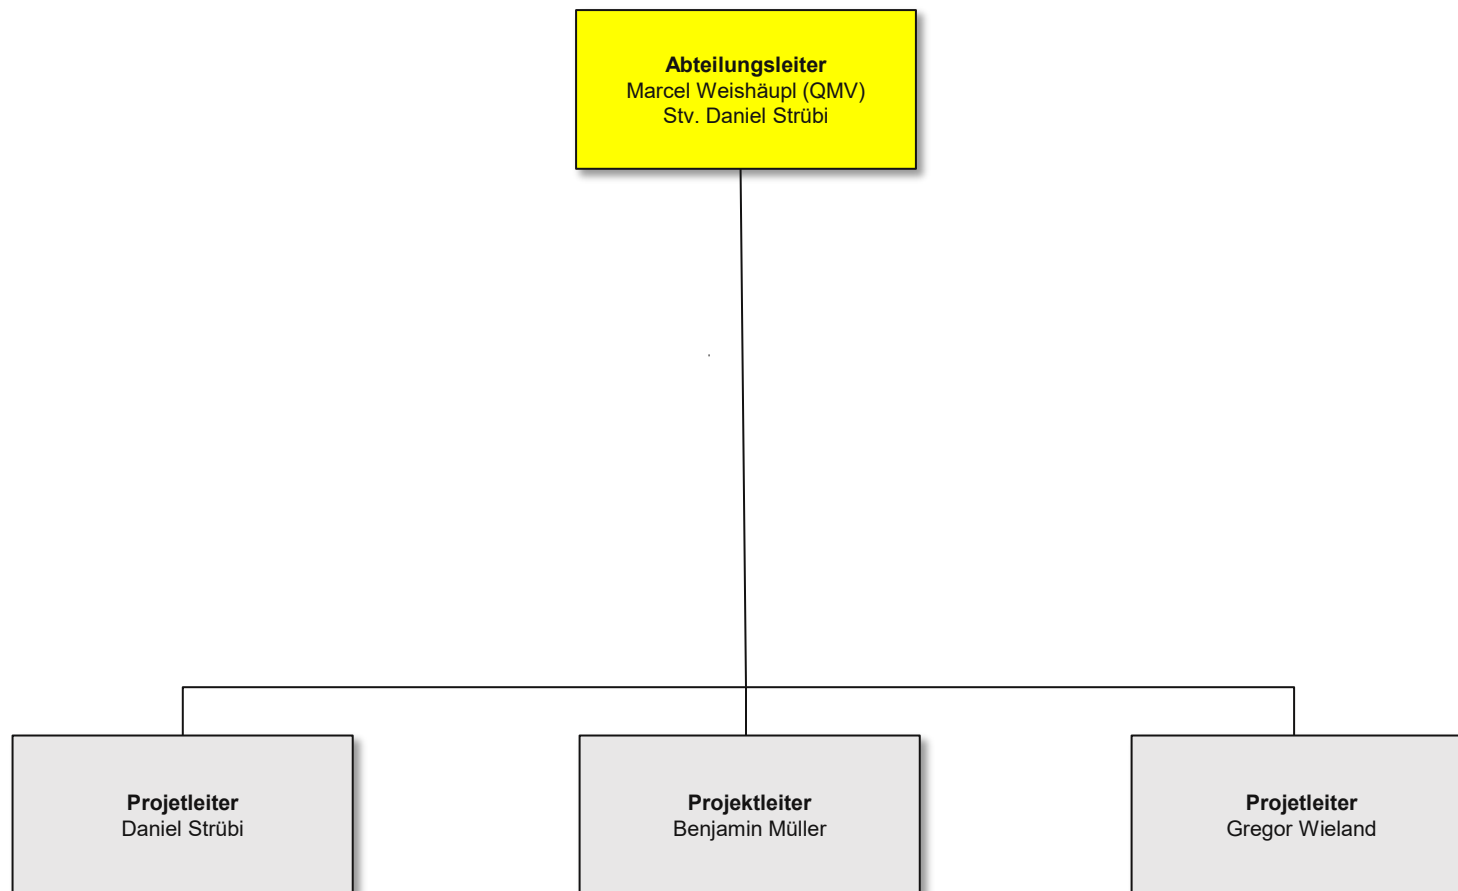 Abteilungsleiter
Marcel Weishäupl (QMV)
Stv. Daniel Strübi
Projetleiter
Daniel Strübi
Projektleiter
Benjamin Müller
Projetleiter
Gregor Wieland